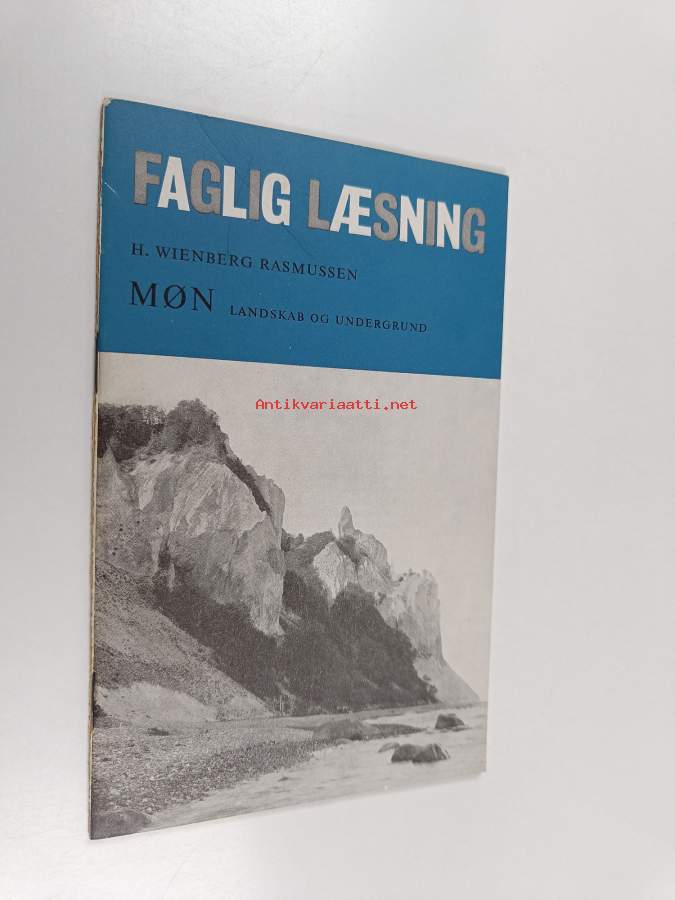 FAGLIG LÆSNING
H. WIENBERG RASMUSSEN
MØN LANDSKAB OG UNDERGRUND
Antikvariaatti.net